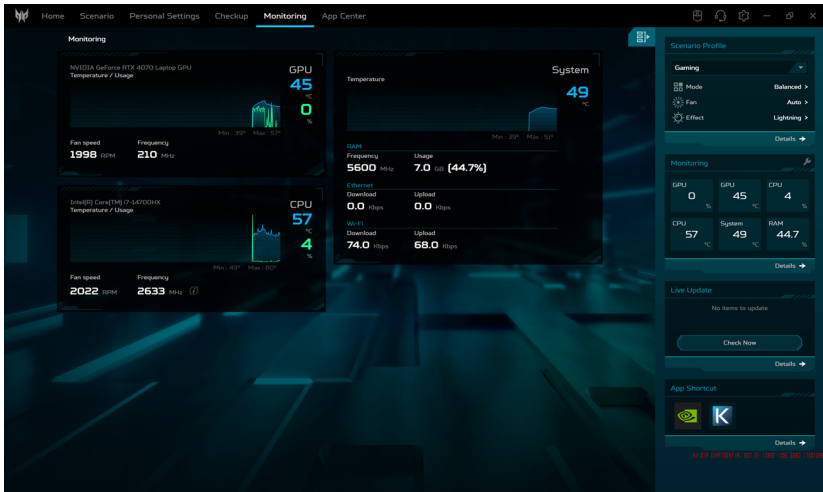 Home Scenario Personal Settings Checkup Monitoring App Center
Monitoring
NVIDIA GeForce RTX 4070 Laptop GPU
Temperature / Usage
GPU
45
°C
0
%
Min : 39° Max : 57°
Fan speed Frequency
1998 RPM 210 MHz
Intel(R) Core(TM) i7-14700HX
Temperature / Usage
CPU
57
°C
4
%
Min : 49° Max : 80°
Fan speed Frequency
2022 RPM 2633 MHz i
System
Temperature
49
°C
Min : 39° Max : 51°
RAM
Frequency Usage
5600 MHz 7.0 GB (44.7%)
Ethernet
Download Upload
0.0 Kbps 0.0 Kbps
Wi-Fi
Download Upload
74.0 Kbps 68.0 Kbps
Scenario Profile
Gaming
Mode Balanced >
Fan Auto >
Effect Lightning >
Details →
Monitoring
GPU GPU CPU
0 % 45 °C 4 %
CPU System RAM
57 °C 49 °C 44.7 %
Details →
Live Update
No items to update
Check Now
Details →
App Shortcut
K
Details →